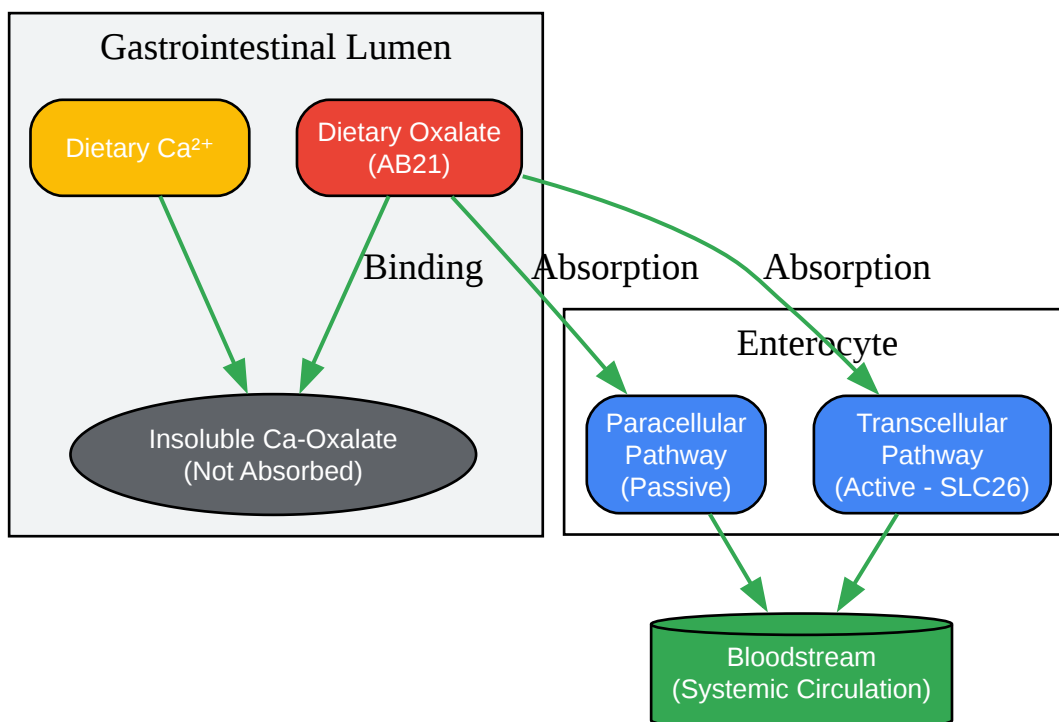 Gastrointestinal Lumen
Dietary Ca²⁺
Dietary Oxalate
(AB21)
Binding
Absorption
Absorption
Enterocyte
Insoluble Ca-Oxalate
(Not Absorbed)
Paracellular
Pathway
(Passive)
Transcellular
Pathway
(Active - SLC26)
Bloodstream
(Systemic Circulation)